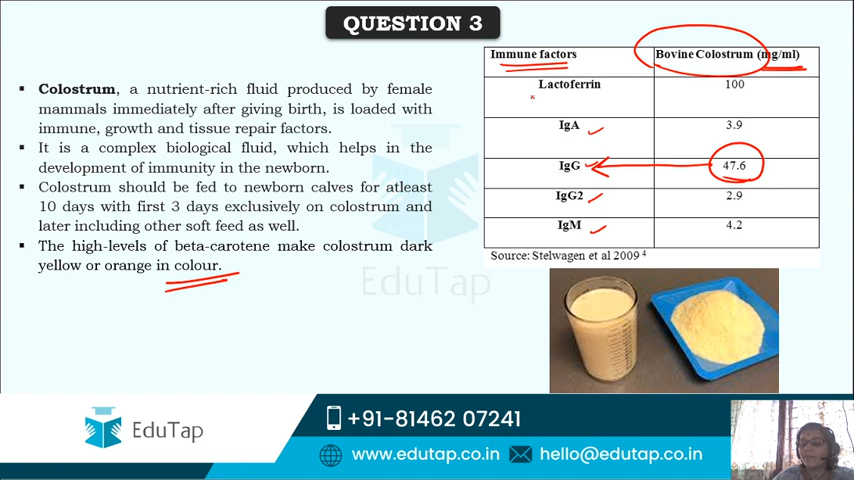 QUESTION 3
▪ Colostrum, a nutrient-rich fluid produced by female
mammals immediately after giving birth, is loaded with
immune, growth and tissue repair factors.
▪ It is a complex biological fluid, which helps in the
development of immunity in the newborn.
▪ Colostrum should be fed to newborn calves for atleast
10 days with first 3 days exclusively on colostrum and
later including other soft feed as well.
▪ The high-levels of beta-carotene make colostrum dark
yellow or orange in colour.
Immune factors Bovine Colostrum (mg/ml)
Lactoferrin 100
IgA 3.9
IgG 47.6
IgG2 2.9
IgM 4.2
Source: Stelwagen et al 2009 4
EduTap
EduTap
+91-81462 07241
www.edutap.co.in hello@edutap.co.in